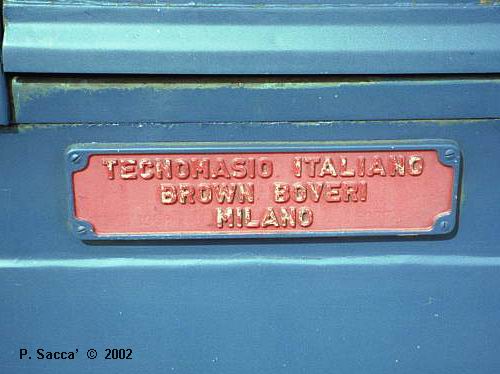 TECNOMASIO ITALIANO
BROWN BOVERI
MILANO
P. Sacca' © 2002